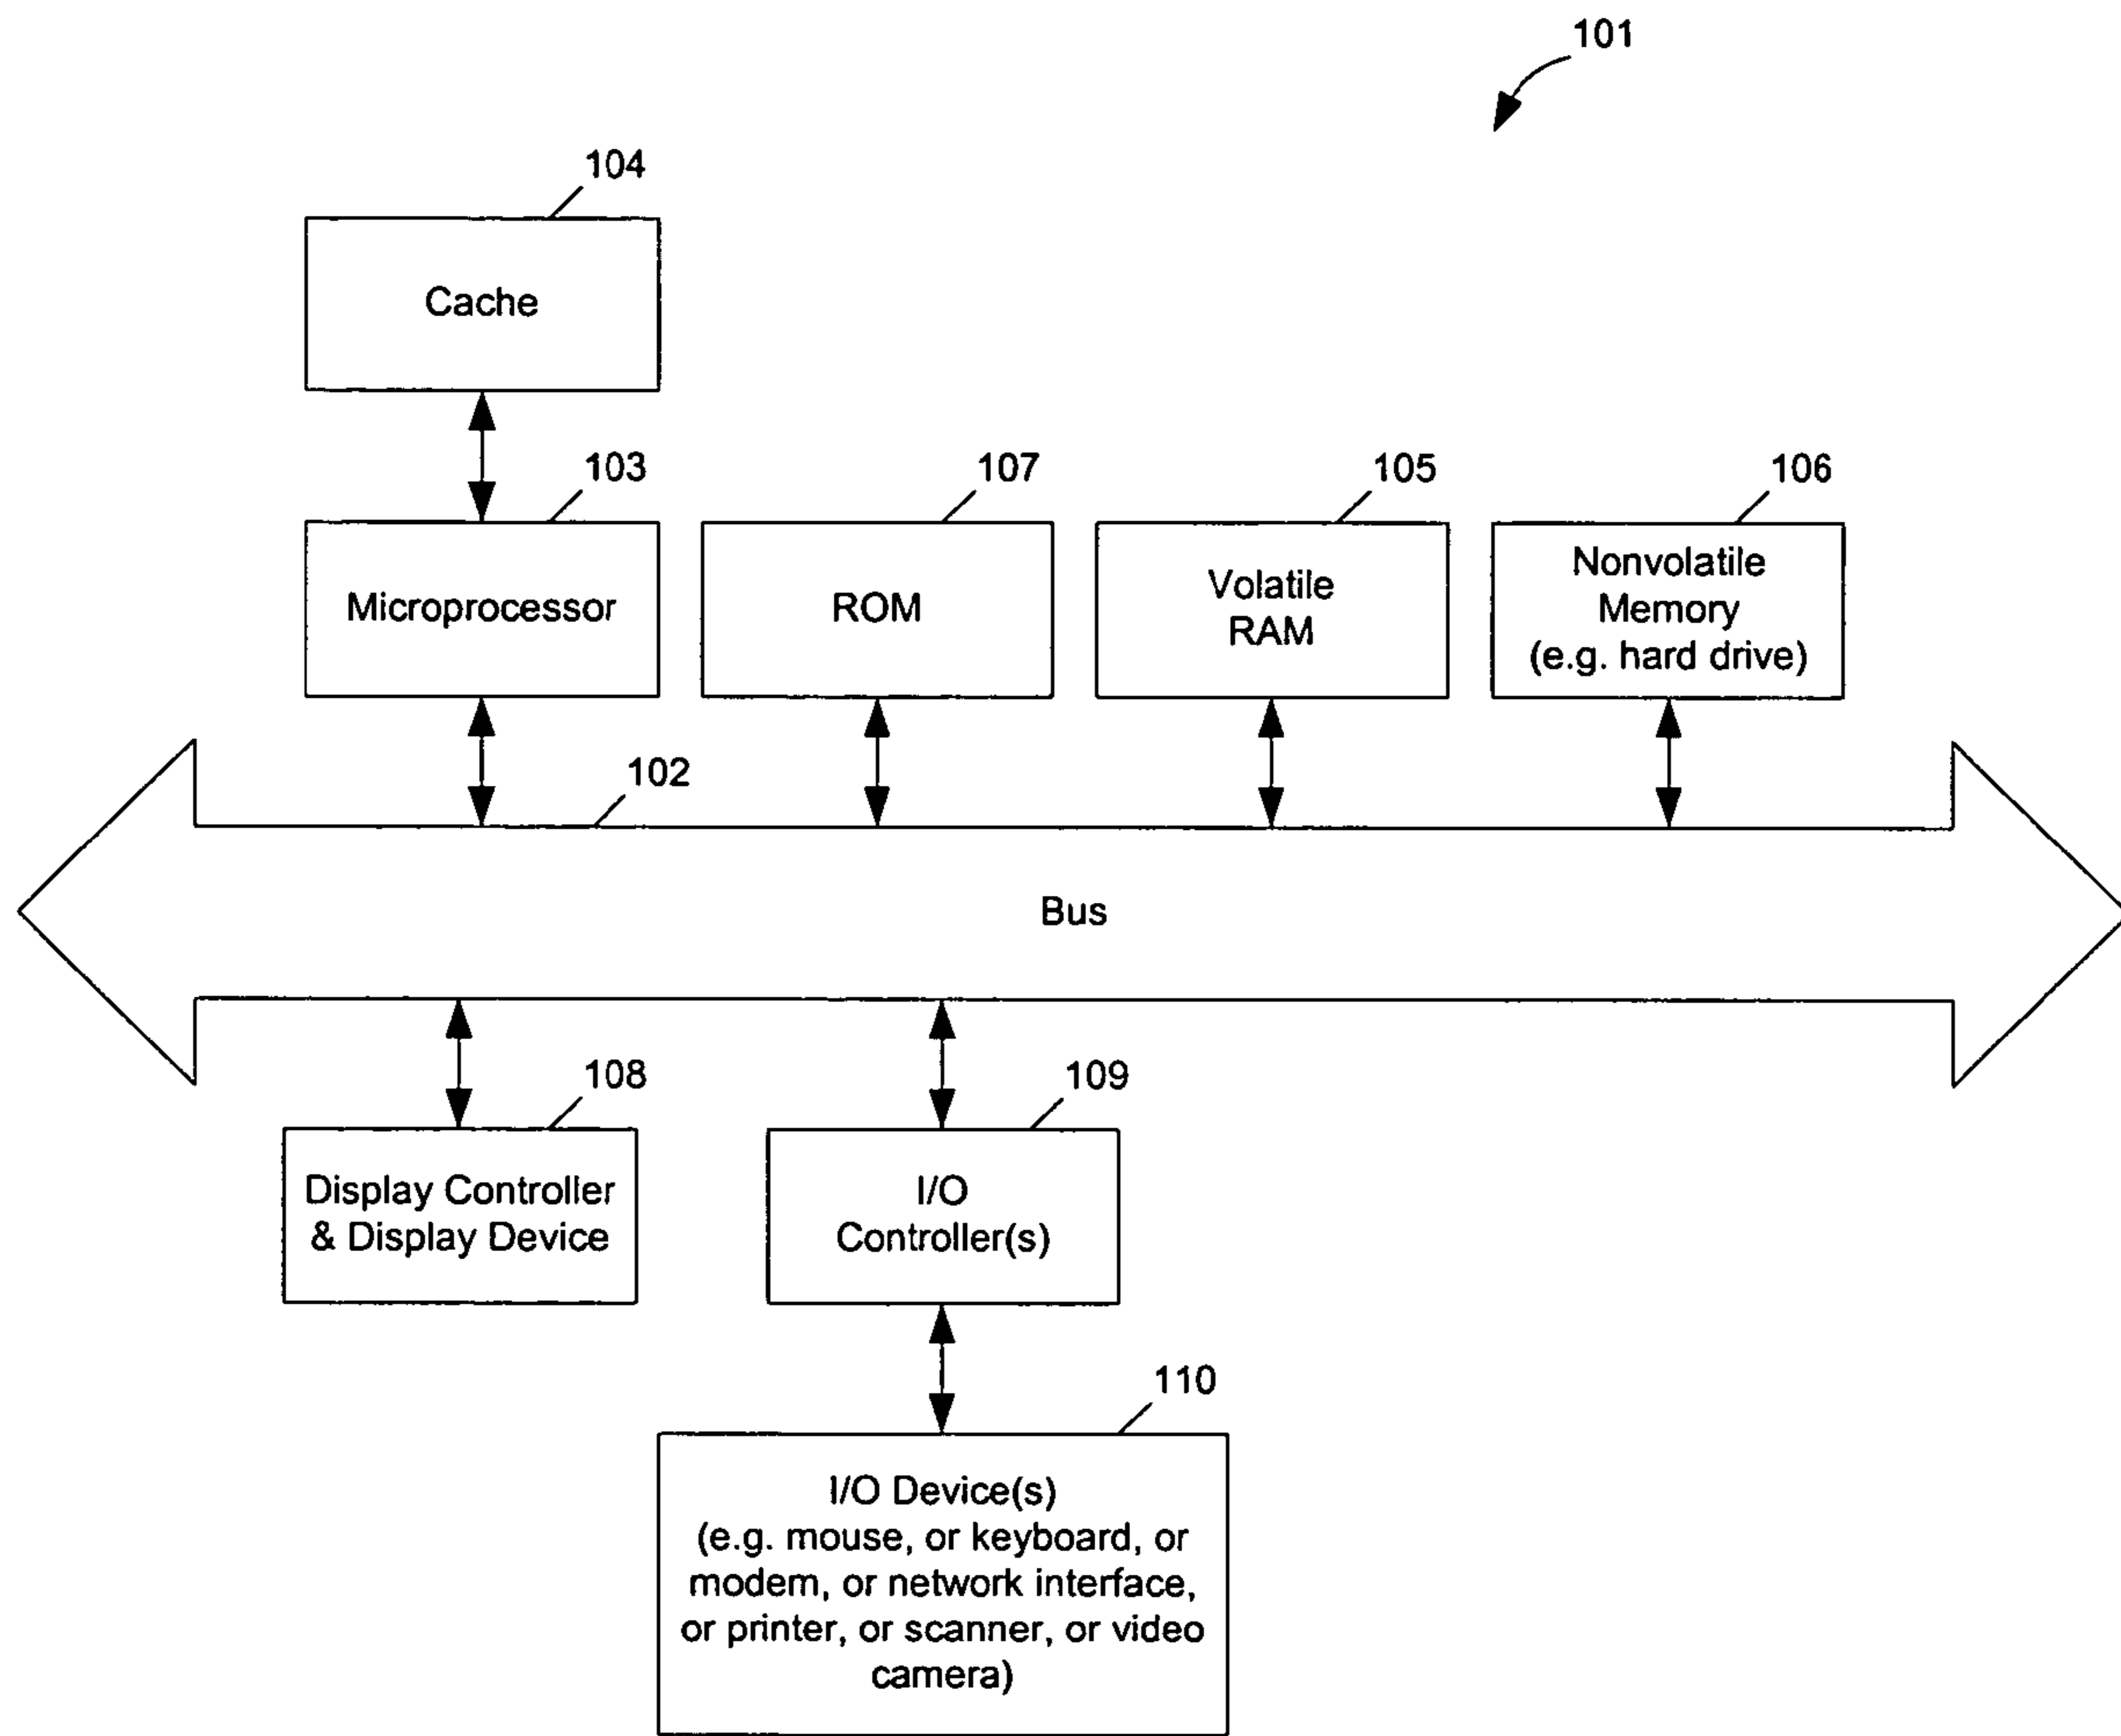 101
104
Cache
103
107
105
106
Microprocessor
ROM
Volatile
RAM
Nonvolatile
Memory
(e.g. hard drive)
102
Bus
108
109
Display Controller
& Display Device
I/O
Controller(s)
110
I/O Device(s)
(e.g. mouse, or keyboard, or
modem, or network interface,
or printer, or scanner, or video
camera)